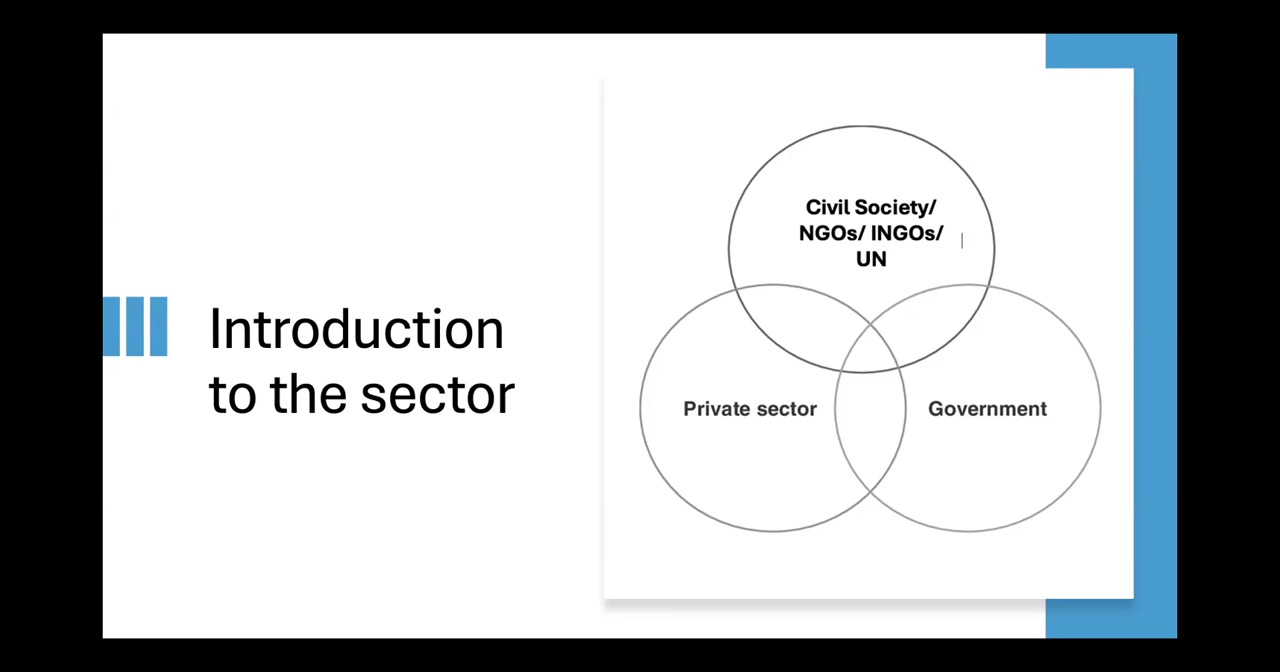 Introduction
to the sector
Civil Society/
NGOs/ INGOs/
UN
Private sector
Government